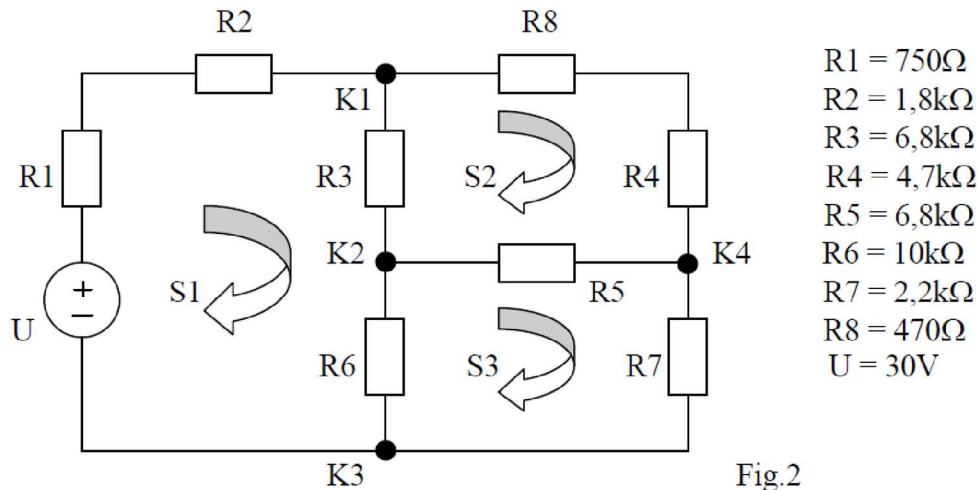 R2
R8
K1
R1
R3
S2
R4
K2
K4
+
−
S1
R5
U
R6
S3
R7
K3
R1 = 750Ω
R2 = 1,8kΩ
R3 = 6,8kΩ
R4 = 4,7kΩ
R5 = 6,8kΩ
R6 = 10kΩ
R7 = 2,2kΩ
R8 = 470Ω
U = 30V
Fig.2